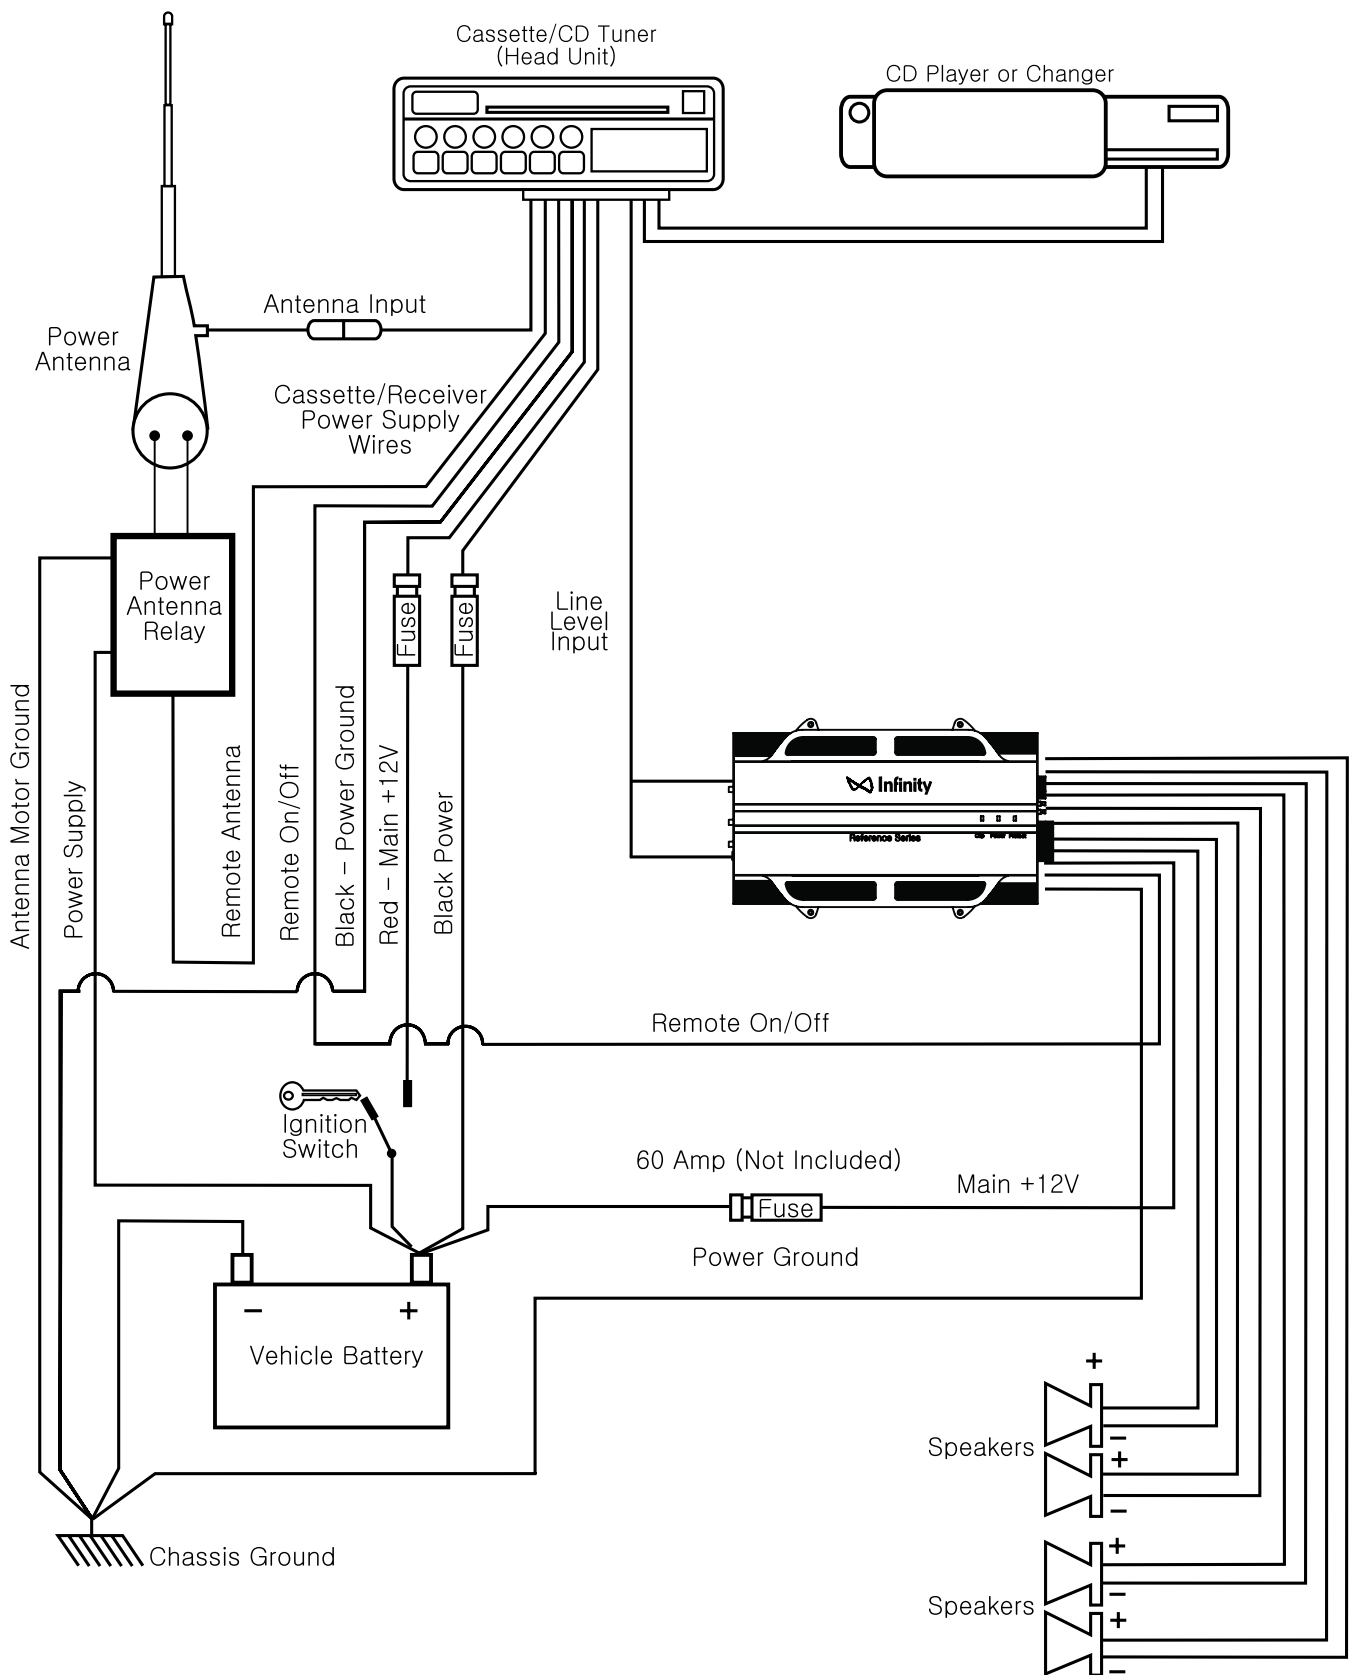 Cassette/CD Tuner
(Head Unit)
CD Player or Changer
Antenna Input
Power
Antenna
Cassette/Receiver
Power Supply
Wires
Power
Antenna
Relay
Fuse
Fuse
Line
Level
Input
Antenna Motor Ground
Power Supply
Remote Antenna
Remote On/Off
Black – Power Ground
Red – Main +12V
Black Power
Infinity
Reference Series
Remote On/Off
Ignition
Switch
60 Amp (Not Included)
Main +12V
Fuse
Power Ground
– +
Vehicle Battery
+
–
Speakers
+
–
Chassis Ground
+
–
Speakers
+
–